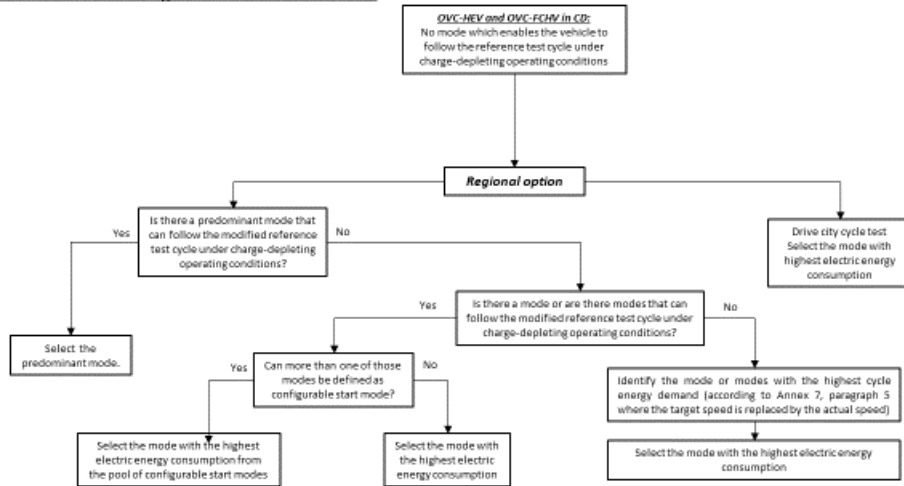 OVC-HEV and OVC-FCHV in CD:
No mode which enables the vehicle to
follow the reference test cycle under
charge-depleting operating conditions
Regional option
Is there a predominant mode that
can follow the modified reference
test cycle under charge-depleting
operating conditions?
Yes
No
Drive city cycle test
Select the mode with
highest electric energy
consumption
Is there a mode or are there modes that can
follow the modified reference test cycle under
charge-depleting operating conditions?
Yes
No
Select the
predominant mode.
Can more than one of those
modes be defined as
configurable start mode?
Yes
No
Identify the mode or modes with the highest cycle
energy demand (according to Annex 7, paragraph 5
where the target speed is replaced by the actual speed)
Select the mode with the highest
electric energy consumption from
the pool of configurable start modes
Select the mode with
the highest electric
energy consumption
Select the mode with the highest electric energy
consumption